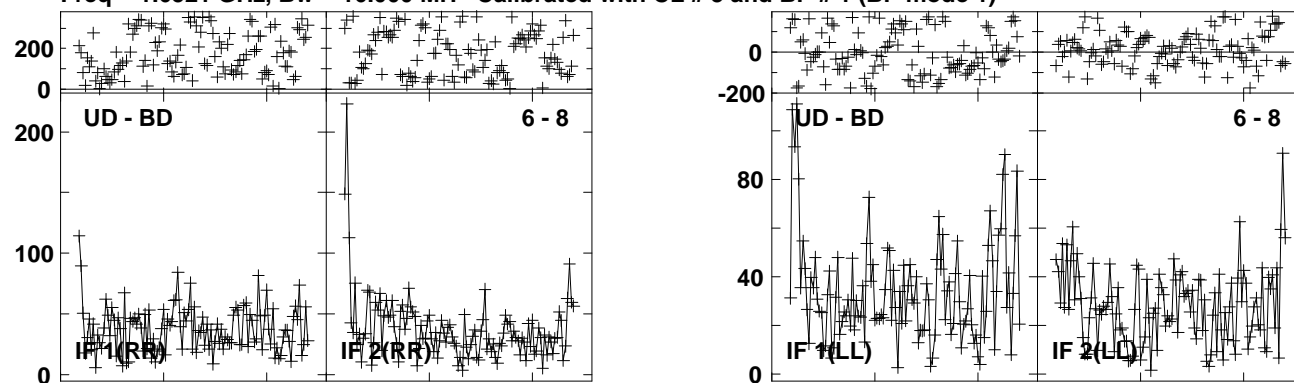 200
0
0
-200
UD - BD
6 - 8
UD - BD
6 - 8
200
100
0
80
40
0
IF 1(RR)
IF 2(RR)
IF 1(LL)
IF 2(LL)